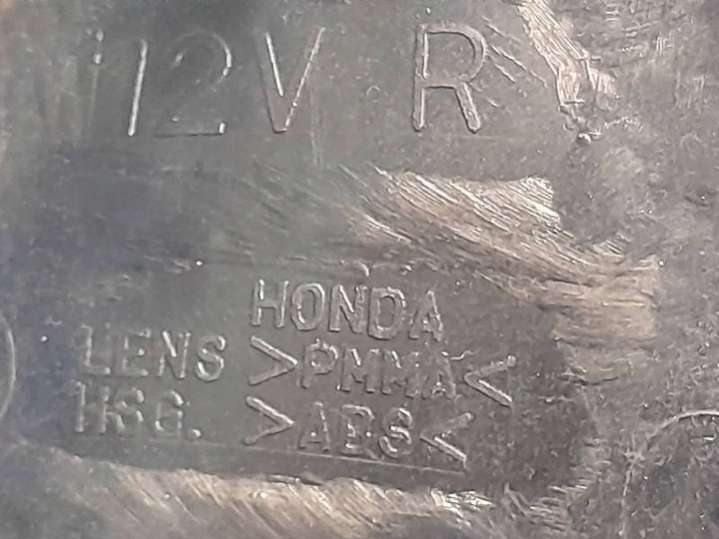 12V R
HONDA
LENS >PMMA<
HSG. >ABS<